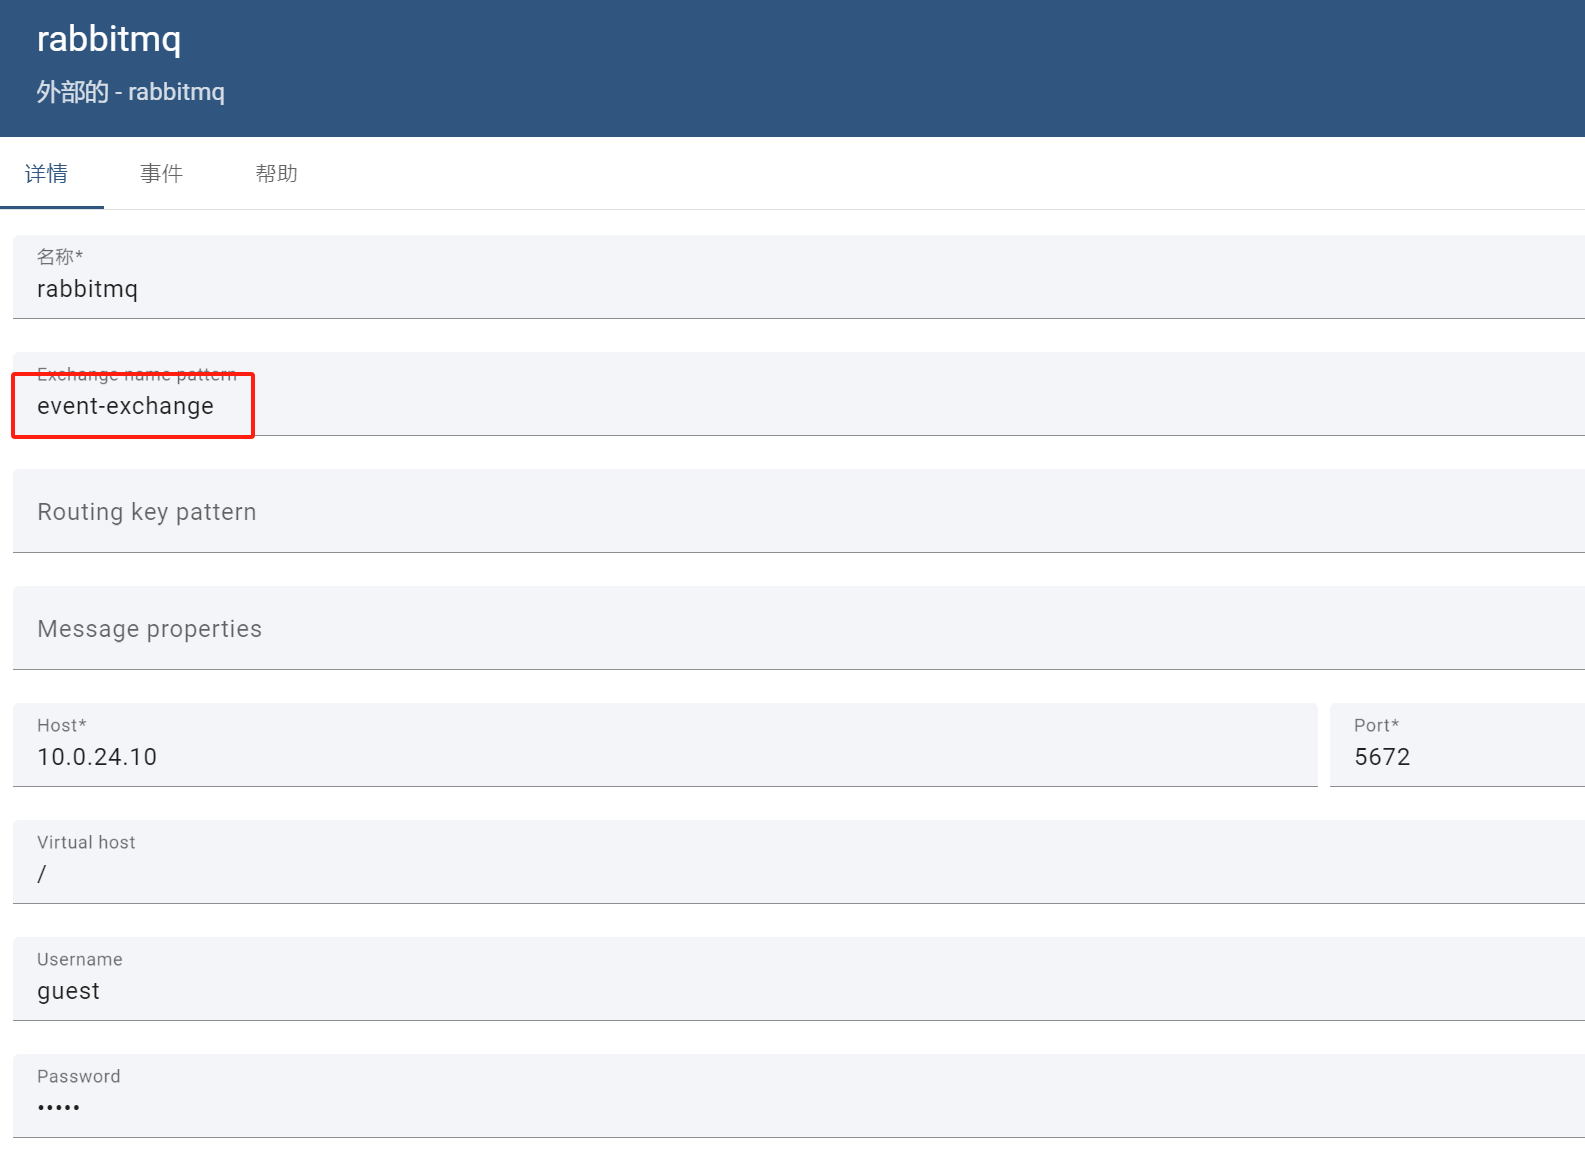 rabbitmq
外部的 - rabbitmq
详情 事件 帮助
名称*
rabbitmq
Exchange name pattern
event-exchange
Routing key pattern
Message properties
Host* Port*
10.0.24.10 5672
Virtual host
/
Username
guest
Password
•••••